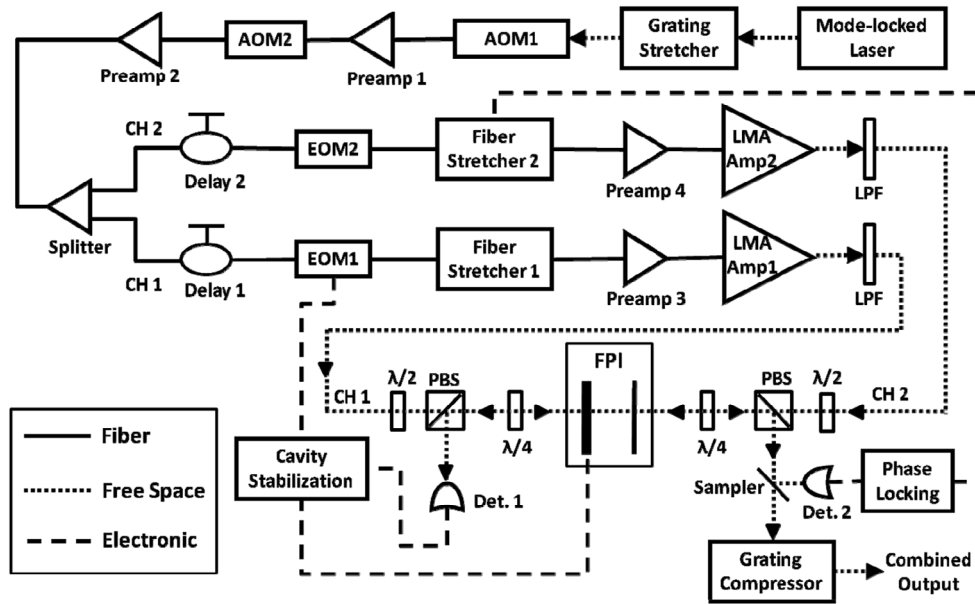 Preamp 2
AOM2
Preamp 1
AOM1
Grating
Stretcher
Mode-locked
Laser
CH 2
Delay 2
EOM2
Fiber
Stretcher 2
Preamp 4
LMA
Amp2
LPF
Splitter
CH 1
Delay 1
EOM1
Fiber
Stretcher 1
Preamp 3
LMA
Amp1
LPF
CH 1
λ/2
PBS
λ/4
FPI
λ/4
PBS
λ/2
CH 2
Fiber
Free Space
Electronic
Cavity
Stabilization
Det. 1
Sampler
Det. 2
Phase
Locking
Grating
Compressor
Combined
Output